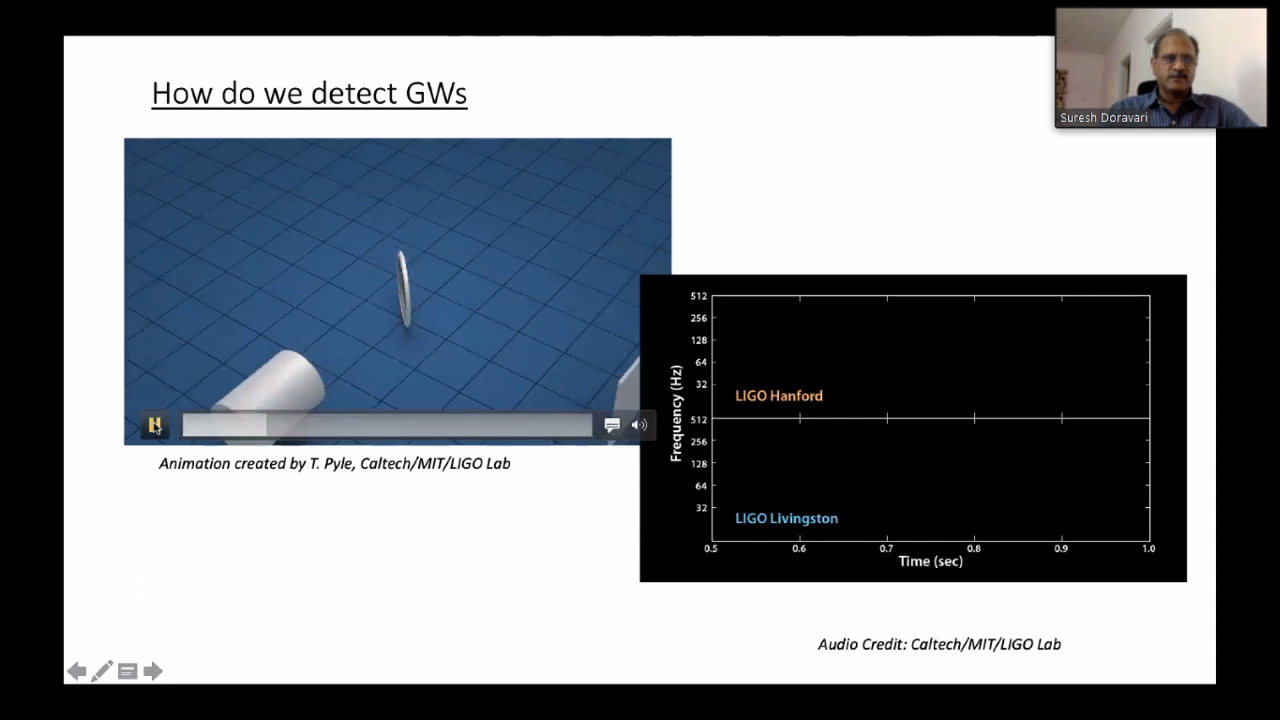 How do we detect GWs
Suresh Doravari
Animation created by T. Pyle, Caltech/MIT/LIGO Lab
Frequency (Hz)
512
256
128
64
32
LIGO Hanford
512
256
128
64
32
LIGO Livingston
0.5 0.6 0.7 0.8 0.9 1.0
Time (sec)
Audio Credit: Caltech/MIT/LIGO Lab